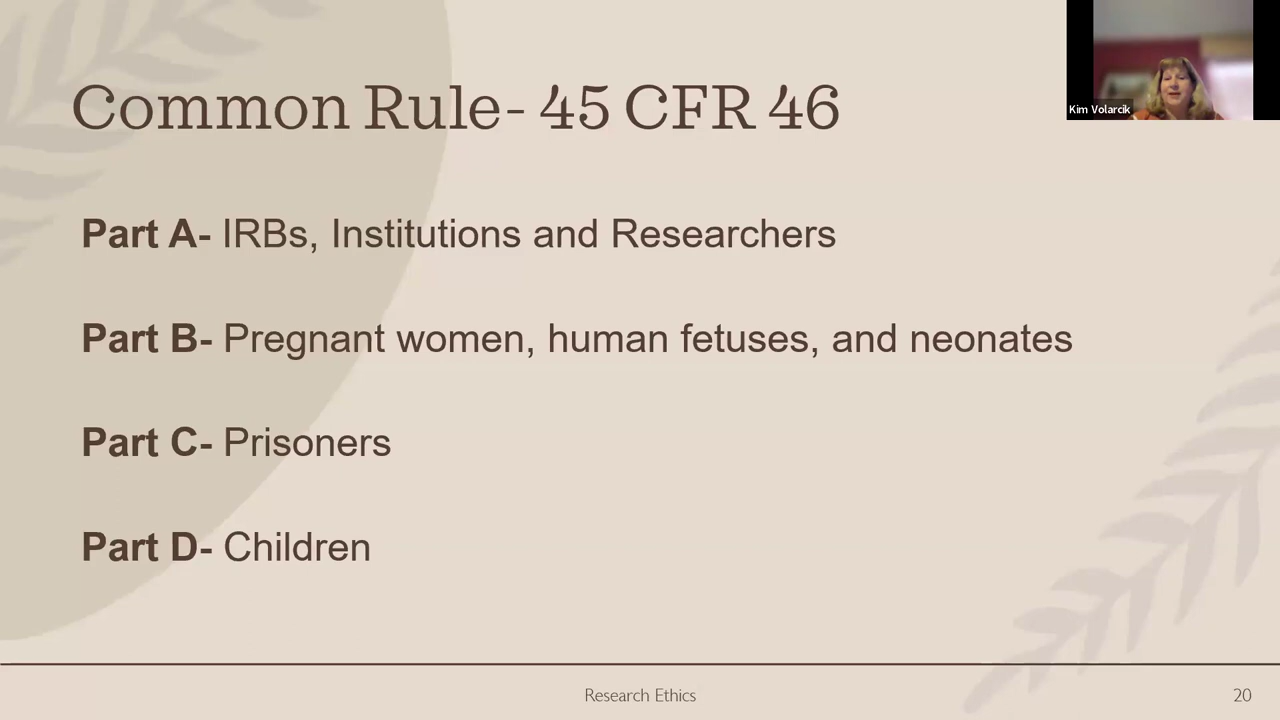 Common Rule- 45 CFR 46
Kim Volarcik
Part A- IRBs, Institutions and Researchers
Part B- Pregnant women, human fetuses, and neonates
Part C- Prisoners
Part D- Children
Research Ethics
20